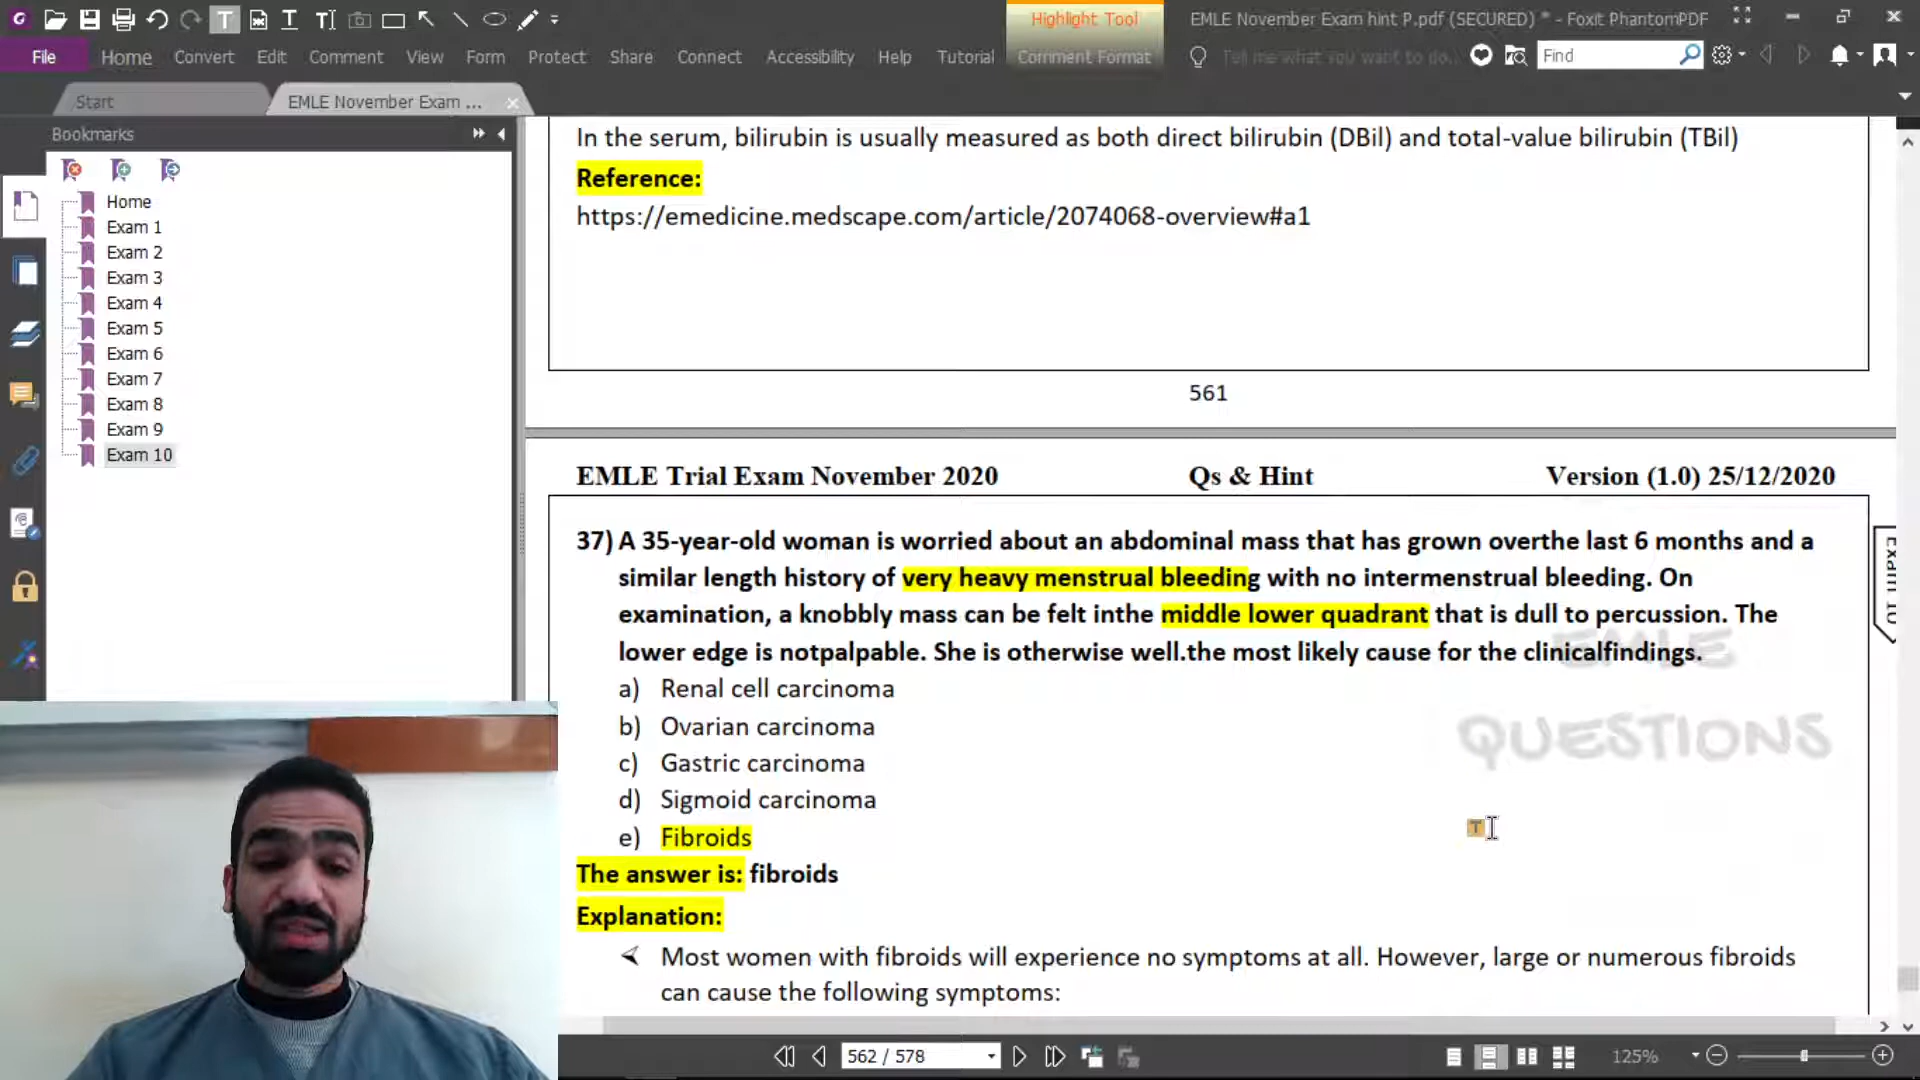 Highlight Tool
EMLE November Exam hint P.pdf (SECURED) * - Foxit PhantomPDF
File Home Convert Edit Comment View Form Protect Share Connect Accessibility Help Tutorial Comment Format Tell me what you want to do.. Find
Start EMLE November Exam ...
Bookmarks
Home
Exam 1
Exam 2
Exam 3
Exam 4
Exam 5
Exam 6
Exam 7
Exam 8
Exam 9
Exam 10
In the serum, bilirubin is usually measured as both direct bilirubin (DBil) and total-value bilirubin (TBil)
Reference:
https://emedicine.medscape.com/article/2074068-overview#a1
561
EMLE Trial Exam November 2020 Qs & Hint Version (1.0) 25/12/2020
37) A 35-year-old woman is worried about an abdominal mass that has grown overthe last 6 months and a
similar length history of very heavy menstrual bleeding with no intermenstrual bleeding. On
examination, a knobbly mass can be felt inthe middle lower quadrant that is dull to percussion. The
lower edge is notpalpable. She is otherwise well.the most likely cause for the clinicalfindings.
a) Renal cell carcinoma
b) Ovarian carcinoma
c) Gastric carcinoma
d) Sigmoid carcinoma
e) Fibroids
The answer is: fibroids
Explanation:
Most women with fibroids will experience no symptoms at all. However, large or numerous fibroids
can cause the following symptoms:
Exam 10
EMLE
QUESTIONS
562 / 578
125%